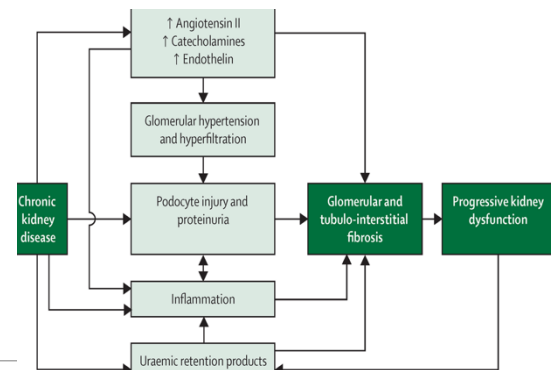 ↑ Angiotensin II
↑ Catecholamines
↑ Endothelin
Glomerular hypertension
and hyperfiltration
Chronic
kidney
disease
Podocyte injury and
proteinuria
Glomerular and
tubulo-interstitial
fibrosis
Progressive kidney
dysfunction
Inflammation
Uraemic retention products